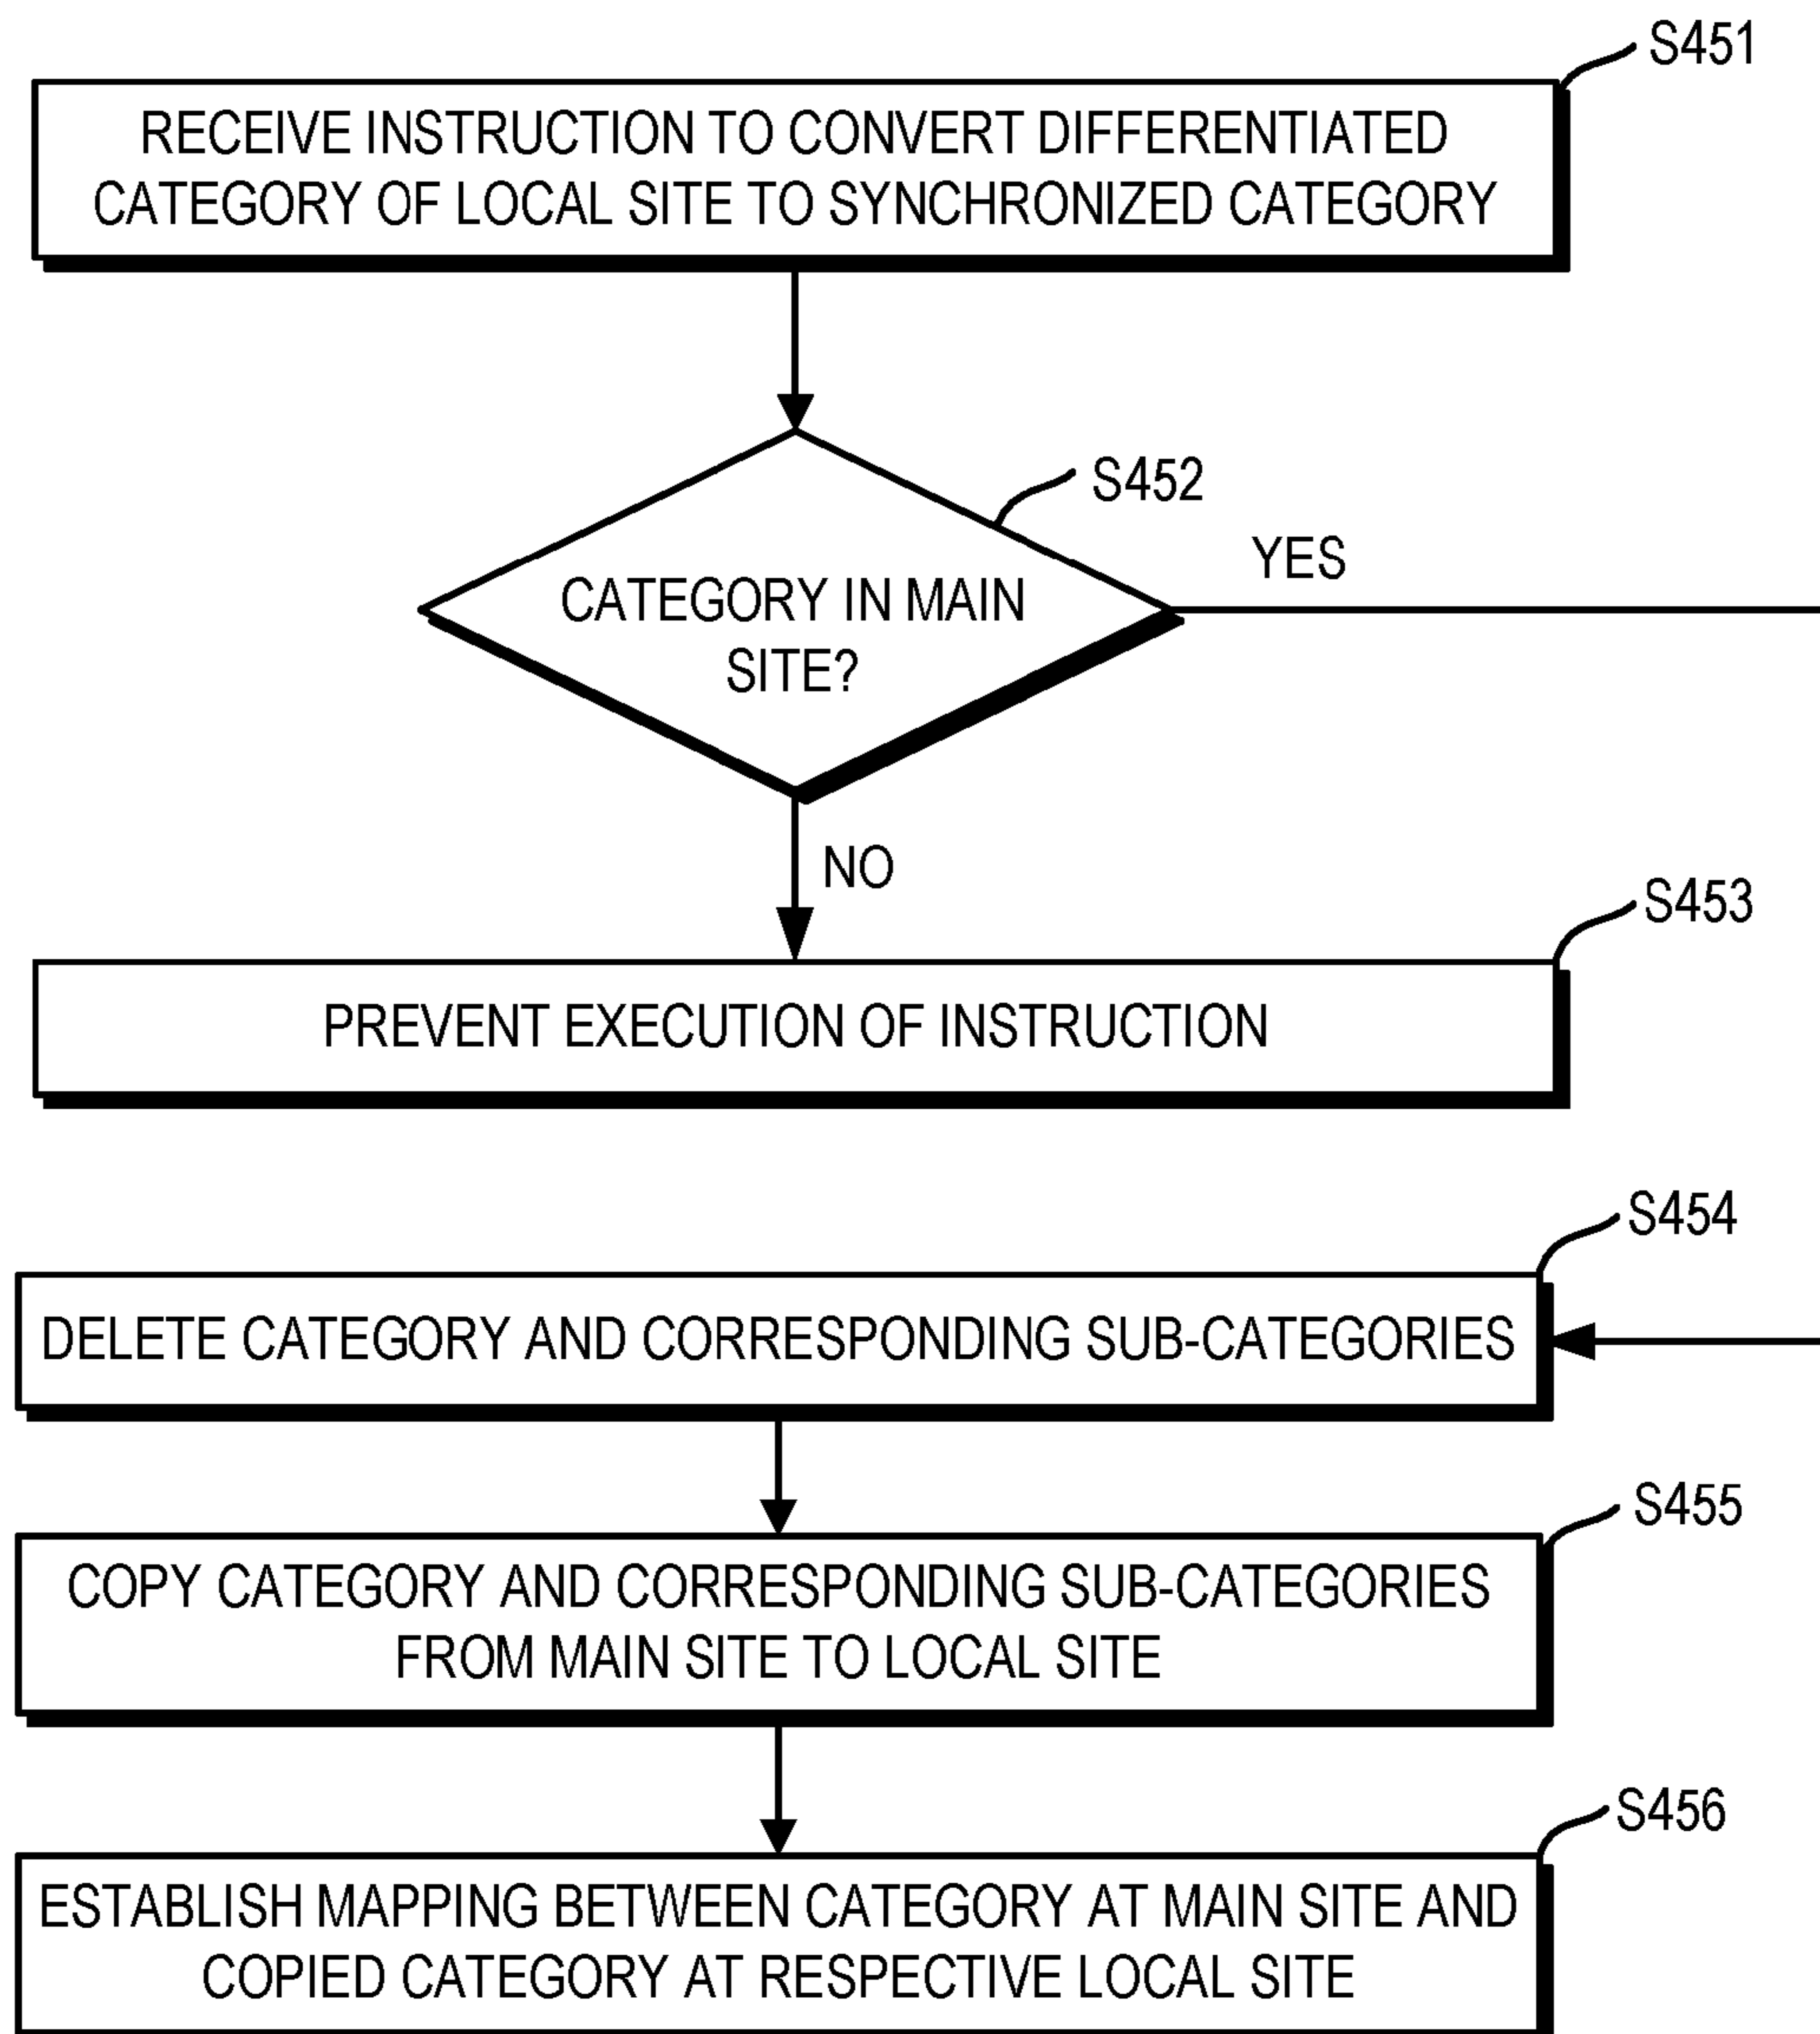 S451
RECEIVE INSTRUCTION TO CONVERT DIFFERENTIATED
CATEGORY OF LOCAL SITE TO SYNCHRONIZED CATEGORY
S452
YES
CATEGORY IN MAIN
SITE?
NO
S453
PREVENT EXECUTION OF INSTRUCTION
S454
DELETE CATEGORY AND CORRESPONDING SUB-CATEGORIES
S455
COPY CATEGORY AND CORRESPONDING SUB-CATEGORIES
FROM MAIN SITE TO LOCAL SITE
S456
ESTABLISH MAPPING BETWEEN CATEGORY AT MAIN SITE AND
COPIED CATEGORY AT RESPECTIVE LOCAL SITE